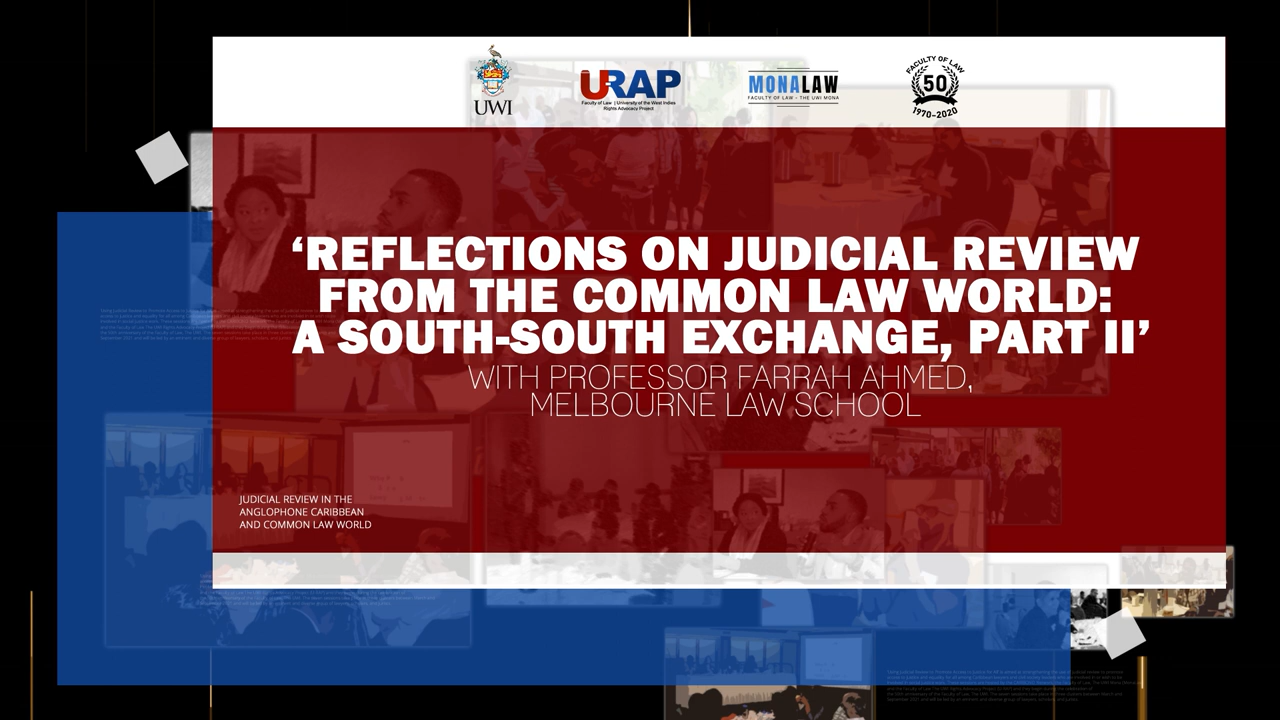 UWI
URAP
Faculty of Law | University of the West Indies
Rights Advocacy Project
MONALAW
FACULTY OF LAW – THE UWI MONA
FACULTY OF LAW
50
1970–2020
‘REFLECTIONS ON JUDICIAL REVIEW
FROM THE COMMON LAW WORLD:
A SOUTH-SOUTH EXCHANGE, PART II’
WITH PROFESSOR FARRAH AHMED,
MELBOURNE LAW SCHOOL
JUDICIAL REVIEW IN THE
ANGLOPHONE CARIBBEAN
AND COMMON LAW WORLD